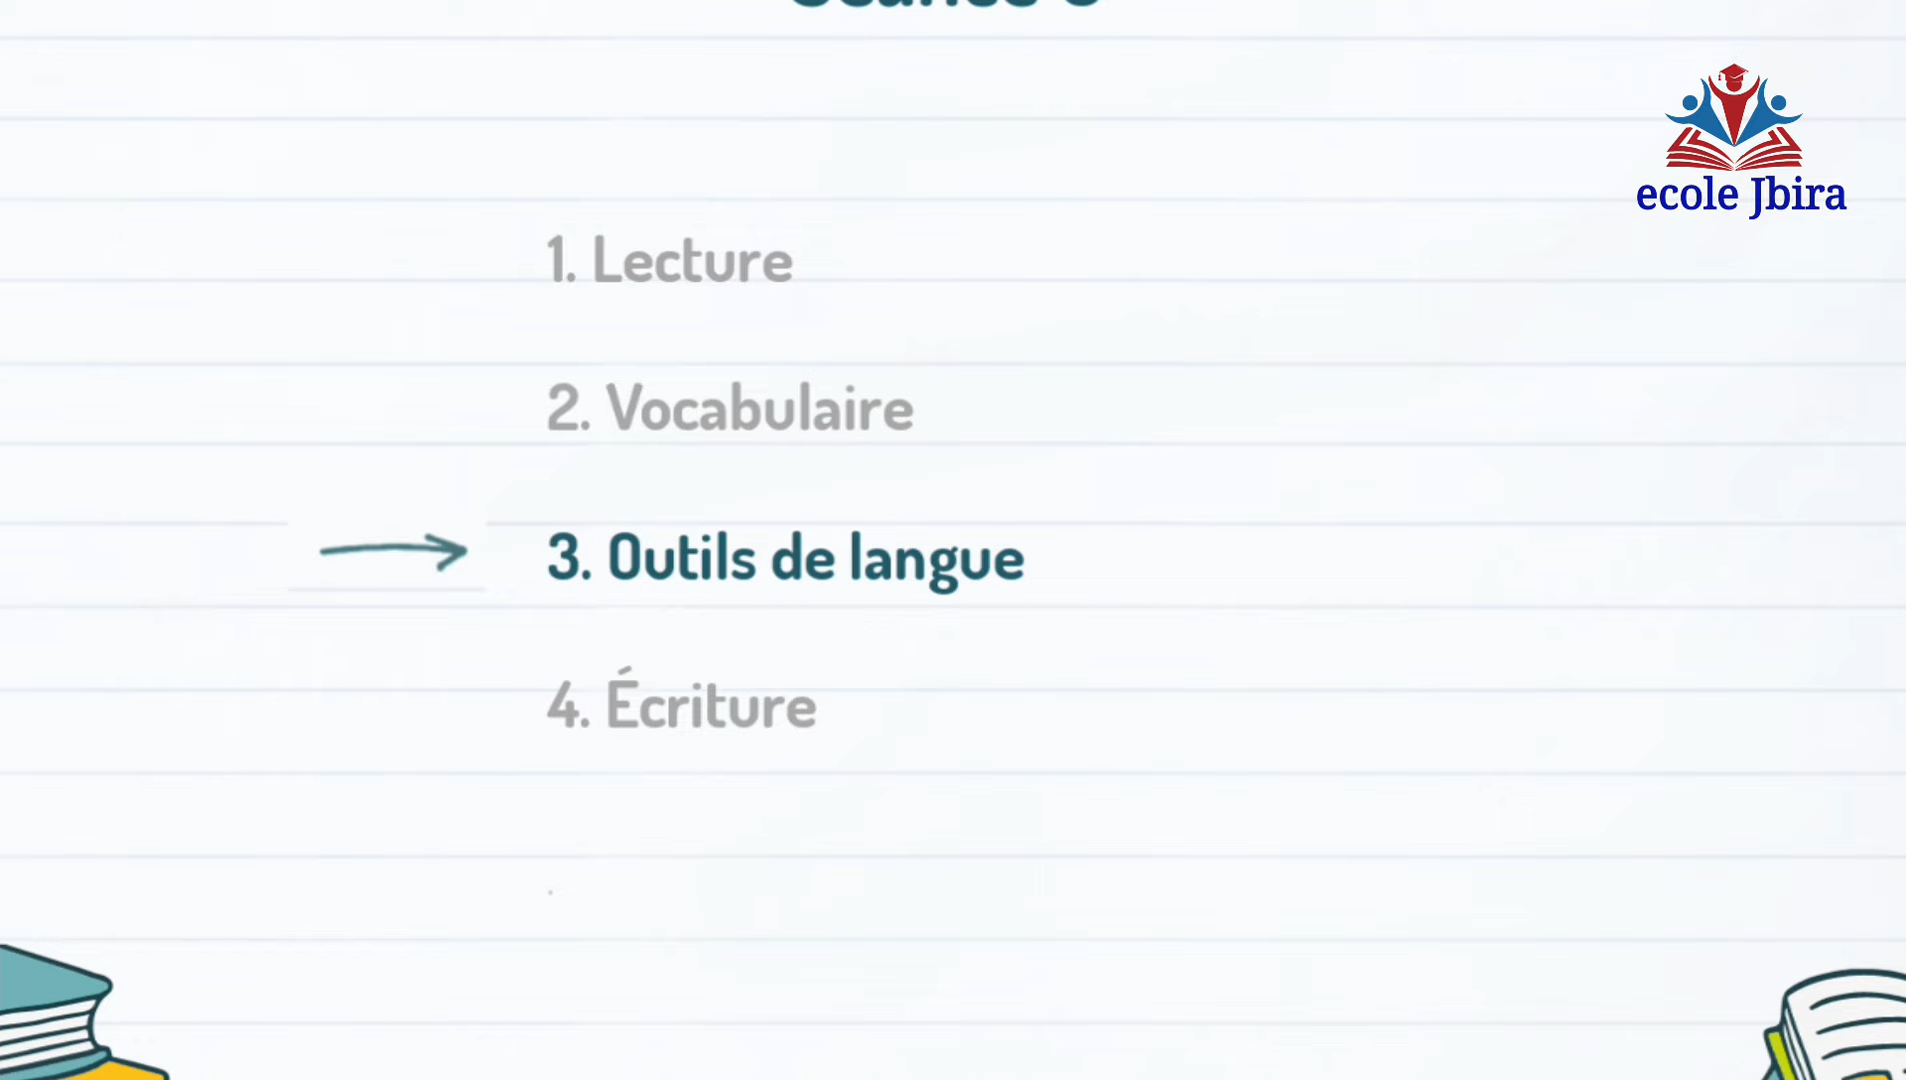 ecole Jbira
1. Lecture
2. Vocabulaire
3. Outils de langue
4. Écriture